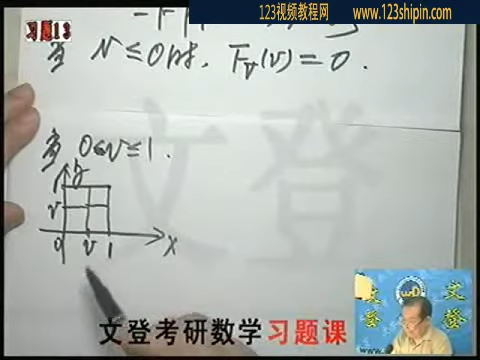 123视频教程网
www.123shipin.com
习题13
当 v≤0时, F_V(v)=0.
当 0≤v≤1.
y
v
0 v 1 x
文登
文登考研数学习题课
文 登
文登